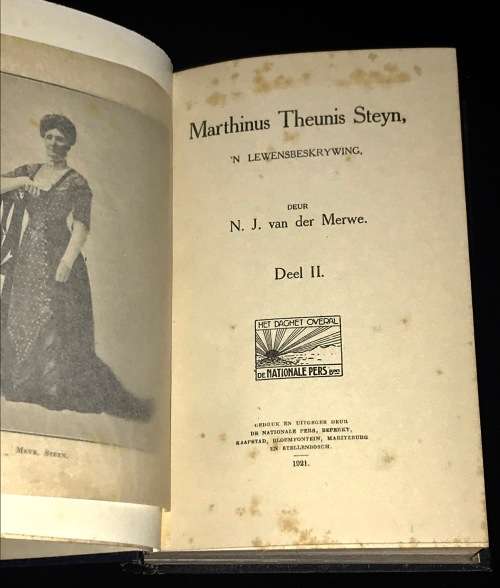 Mevr. Steyn.
Marthinus Theunis Steyn,
'N LEWENSBESKRYWING,
DEUR
N. J. van der Merwe.
Deel II.
HET DAGHET OVERAL
DE NATIONALE PERS Bpkt
GEDRUK EN UITGEGEE DEUR
DE NATIONALE PERS, BEPERKT,
KAAPSTAD, BLOEMFONTEIN, MARITZBURG
EN STELLENBOSCH.
1921.